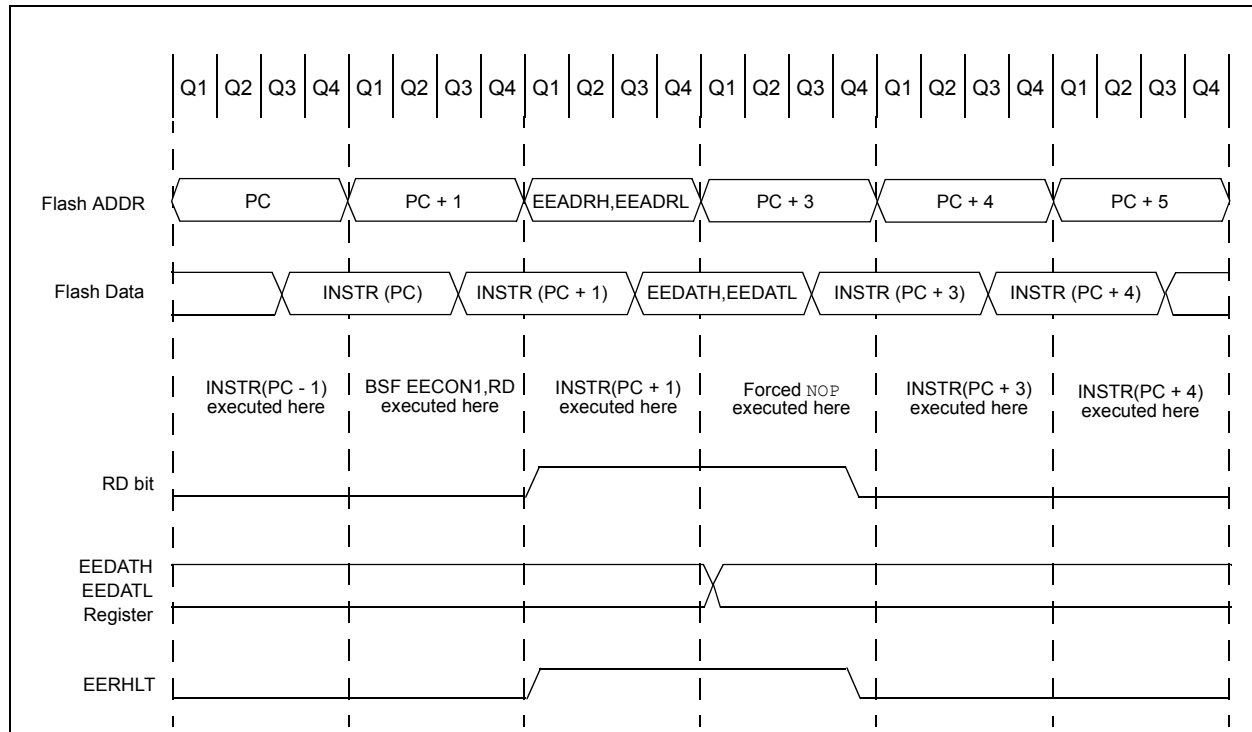 Q1 Q2 Q3 Q4 Q1 Q2 Q3 Q4 Q1 Q2 Q3 Q4 Q1 Q2 Q3 Q4 Q1 Q2 Q3 Q4 Q1 Q2 Q3 Q4
Flash ADDR PC PC + 1 EEADRH,EEADRL PC + 3 PC + 4 PC + 5
Flash Data INSTR (PC) INSTR (PC + 1) EEDATH,EEDATL INSTR (PC + 3) INSTR (PC + 4)
INSTR(PC - 1) BSF EECON1,RD INSTR(PC + 1) Forced NOP INSTR(PC + 3) INSTR(PC + 4)
executed here executed here executed here executed here executed here executed here
RD bit
EEDATH
EEDATL
Register
EERHLT